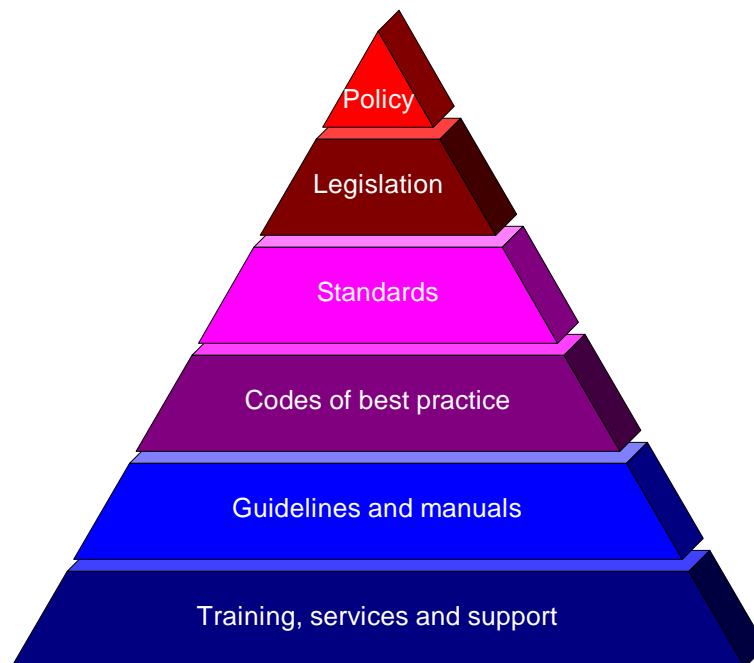 Policy
Legislation
Standards
Codes of best practice
Guidelines and manuals
Training, services and support